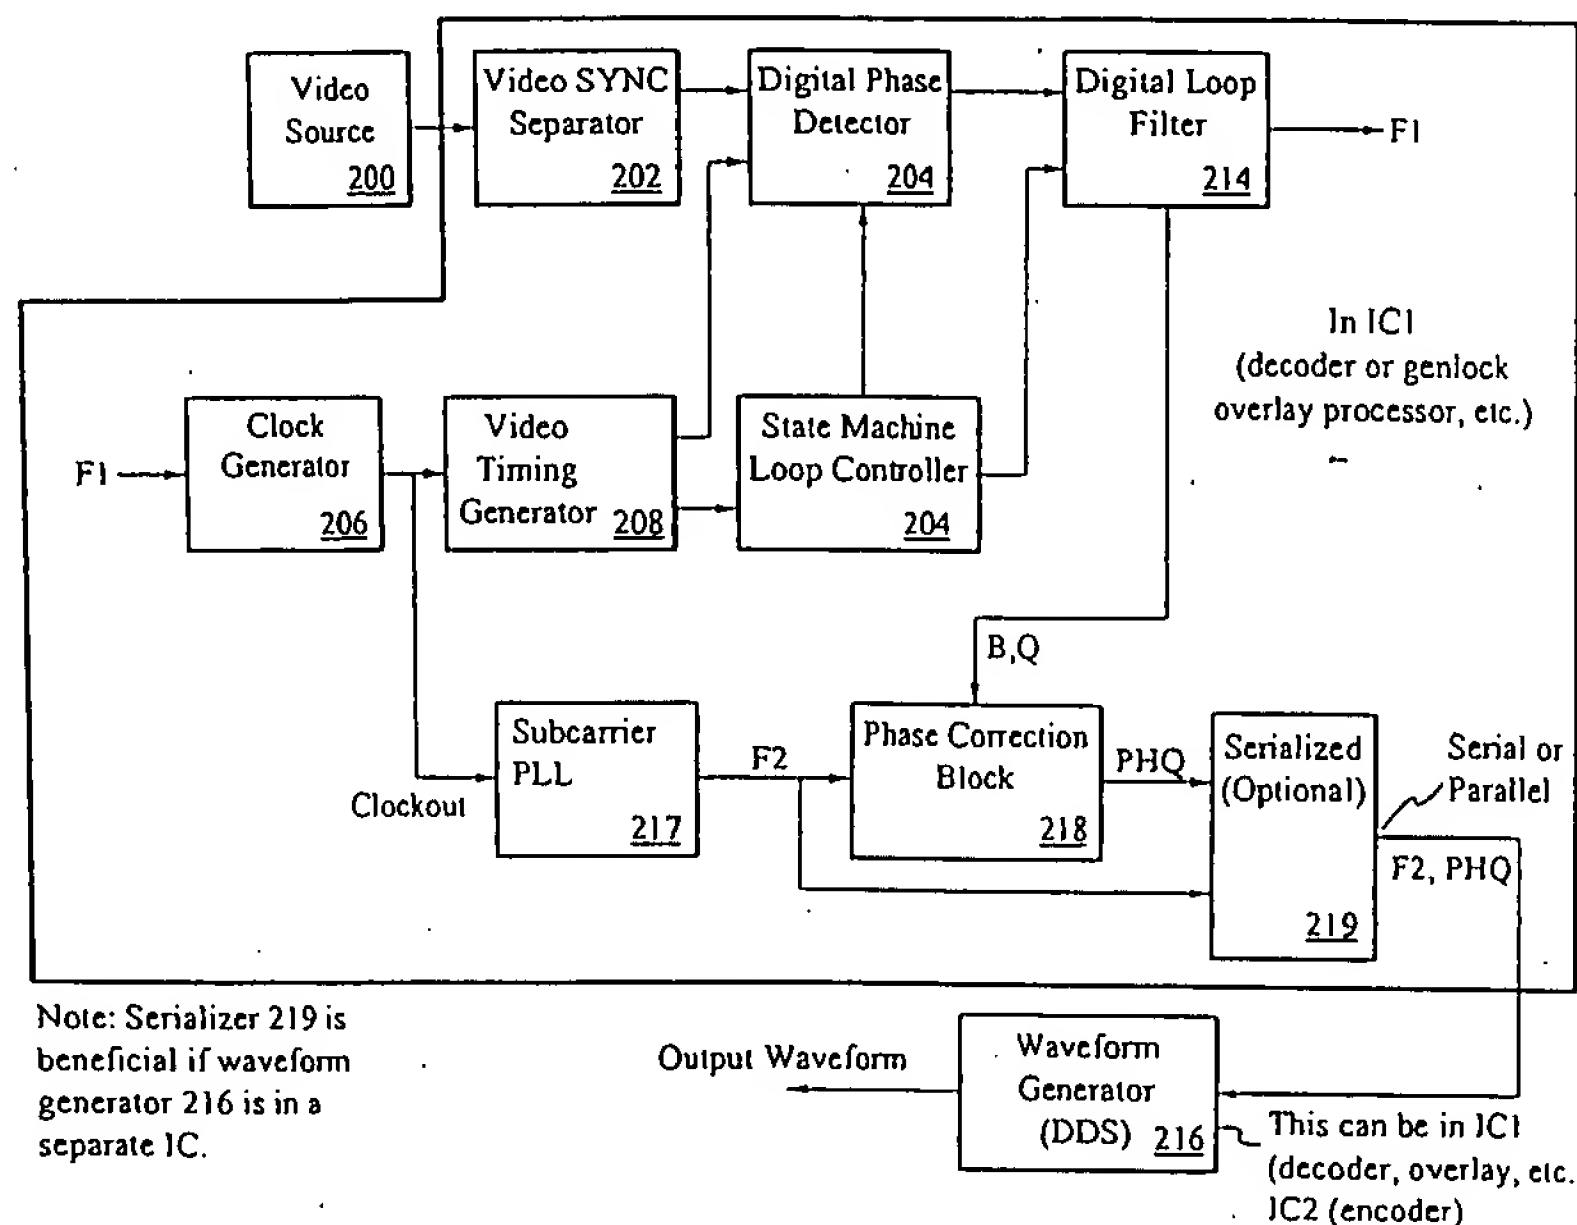 Video
Source
200
Video SYNC
Separator
202
Digital Phase
Detector
204
Digital Loop
Filter
214
F1
In IC1
(decoder or genlock
overlay processor, etc.)
F1
Clock
Generator
206
Video
Timing
Generator
208
State Machine
Loop Controller
204
B,Q
Clockout
Subcarrier
PLL
217
F2
Phase Correction
Block
218
PHQ
Serialized
(Optional)
219
Serial or
Parallel
F2, PHQ
Note: Serializer 219 is
beneficial if waveform
generator 216 is in a
separate IC.
Output Waveform
Waveform
Generator
(DDS)
216
This can be in IC1
(decoder, overlay, etc.
IC2 (encoder)